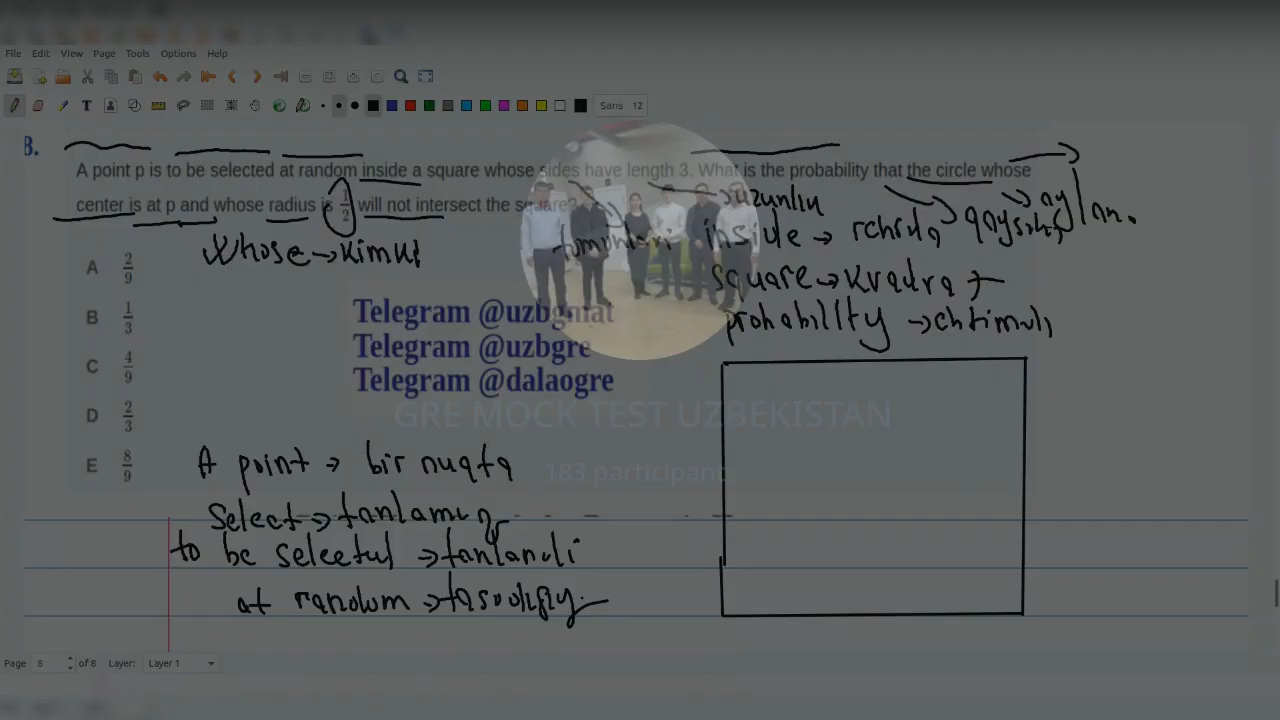 File Edit View Page Tools Options Help
Sans 12
8.
A point p is to be selected at random inside a square whose sides have length 3. What is the probability that the circle whose
center is at p and whose radius is 1/2 will not intersect the square?
A 2/9
B 1/3
C 4/9
D 2/3
E 8/9
whose → kimni
→ uzunlik
inside → ichida
square → kvadrat
probability → ehtimoli
Telegram @uzbgmat
Telegram @uzbgre
Telegram @dalaogre
GRE MOCK TEST UZBEKISTAN
183 participants
A point → bir nuqta
Select → tanlamoq
to be selected → tanlandi
at random →
Page 8 of 8 Layer: Layer 1